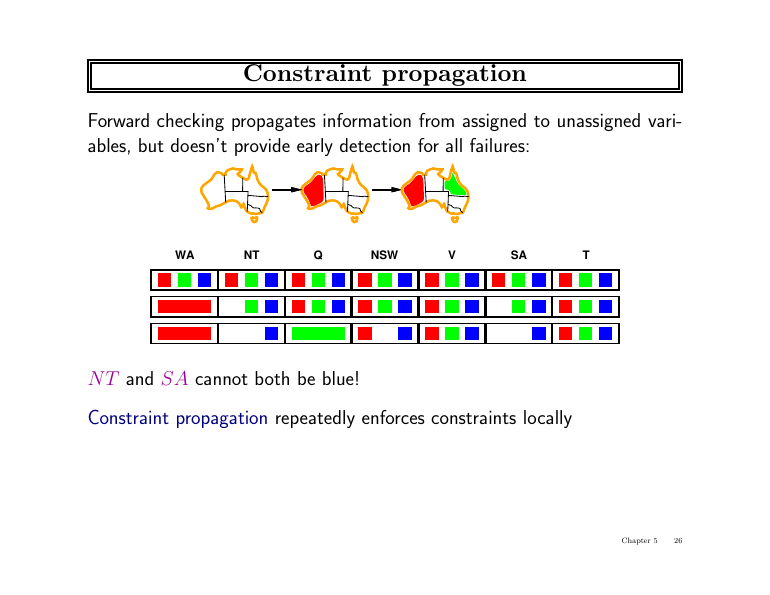 Constraint propagation
Forward checking propagates information from assigned to unassigned vari-
ables, but doesn't provide early detection for all failures:
WA NT Q NSW V SA T
NT and SA cannot both be blue!
Constraint propagation repeatedly enforces constraints locally
Chapter 5 26